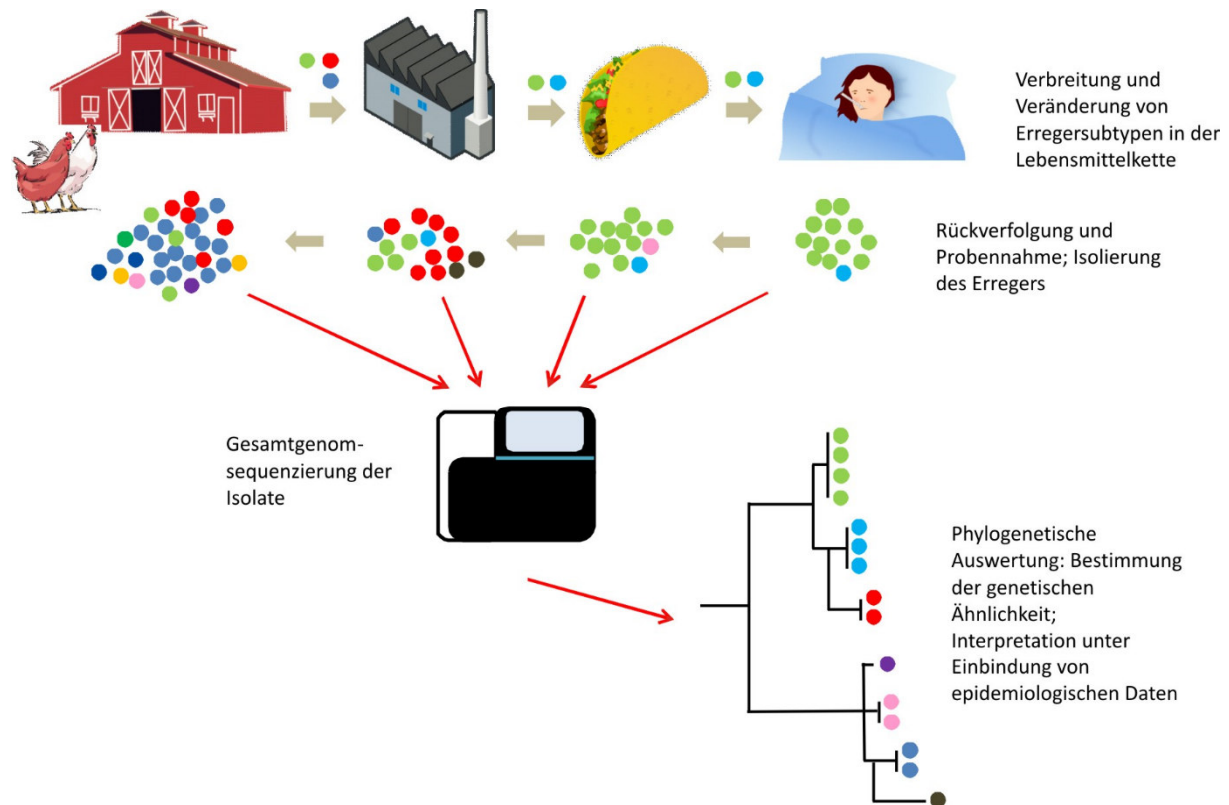 Verbreitung und
Veränderung von
Erregersubtypen in der
Lebensmittelkette
Rückverfolgung und
Probennahme; Isolierung
des Erregers
Gesamtgenom-
sequenzierung der
Isolate
Phylogenetische
Auswertung: Bestimmung
der genetischen
Ähnlichkeit;
Interpretation unter
Einbindung von
epidemiologischen Daten